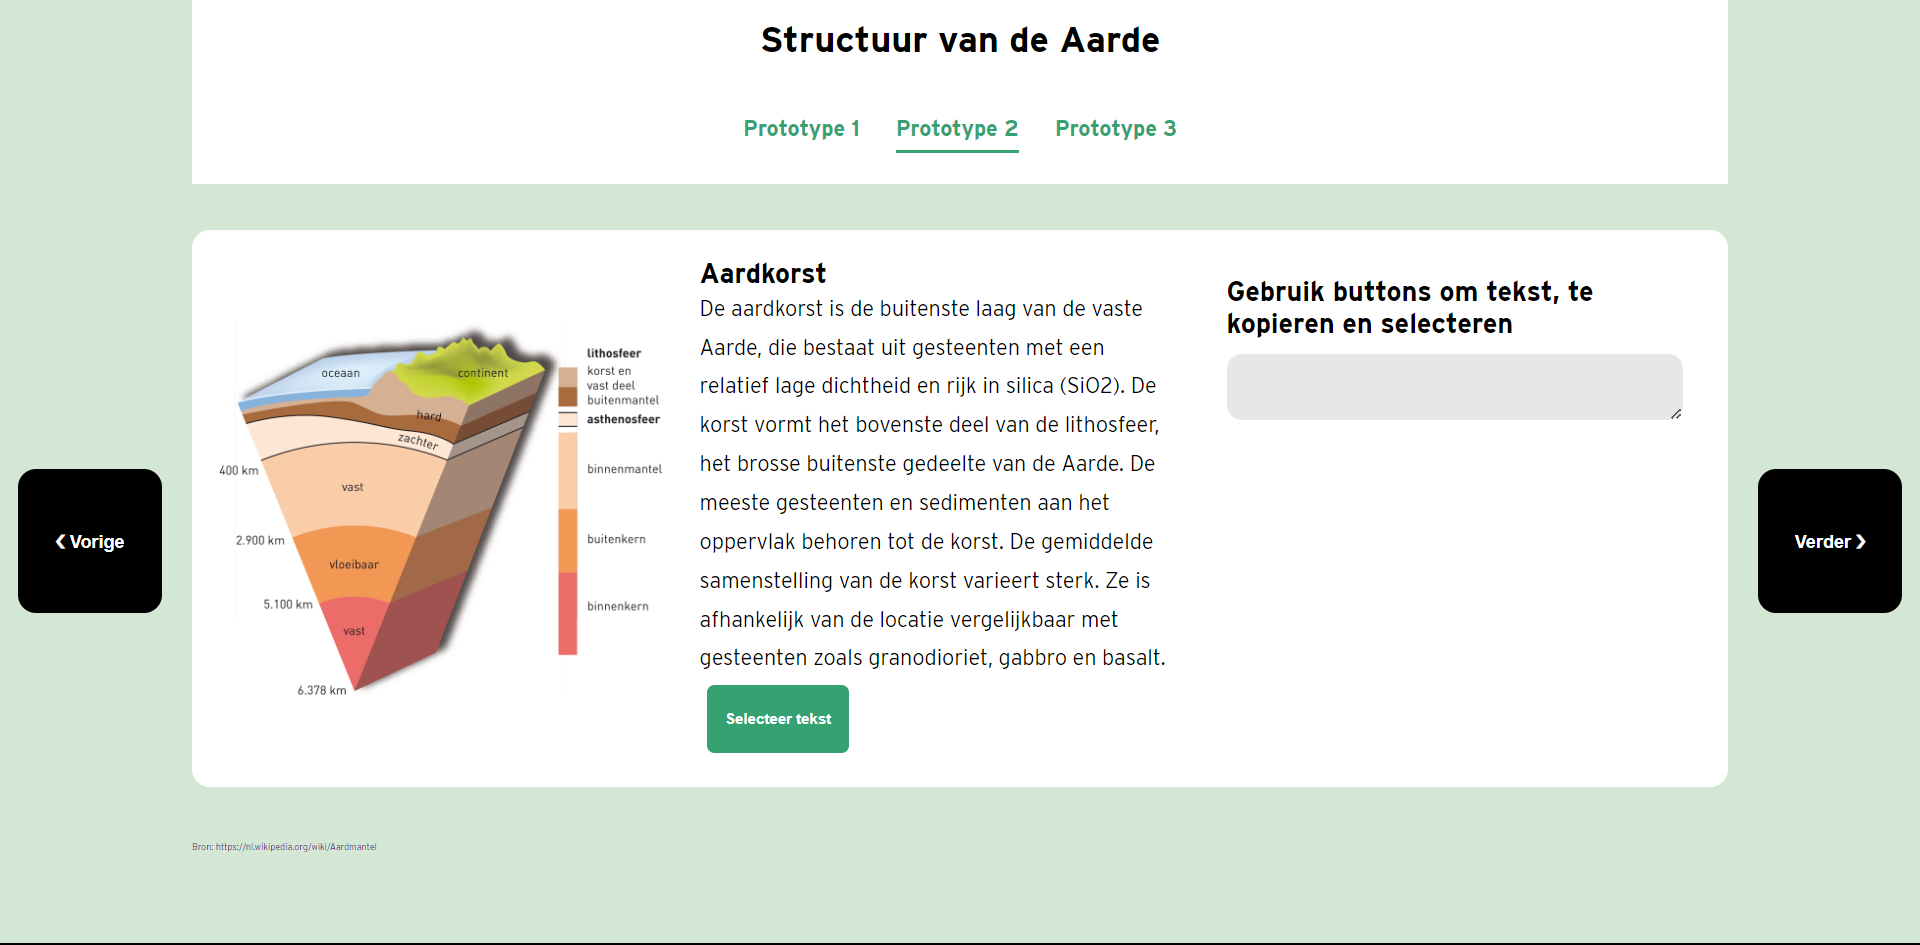 Structuur van de Aarde
Prototype 1 Prototype 2 Prototype 3
❮ Vorige
oceaan
continent
hard
zachter
400 km
vast
2.900 km
vloeibaar
5.100 km
vast
6.378 km
lithosfeer
korst en
vast deel
buitenmantel
asthenosfeer
binnenmantel
buitenkern
binnenkern
Aardkorst
De aardkorst is de buitenste laag van de vaste
Aarde, die bestaat uit gesteenten met een
relatief lage dichtheid en rijk in silica (SiO2). De
korst vormt het bovenste deel van de lithosfeer,
het brosse buitenste gedeelte van de Aarde. De
meeste gesteenten en sedimenten aan het
oppervlak behoren tot de korst. De gemiddelde
samenstelling van de korst varieert sterk. Ze is
afhankelijk van de locatie vergelijkbaar met
gesteenten zoals granodioriet, gabbro en basalt.
Selecteer tekst
Gebruik buttons om tekst, te
kopieren en selecteren
Verder ❯
Bron: https://nl.wikipedia.org/wiki/Aardmantel